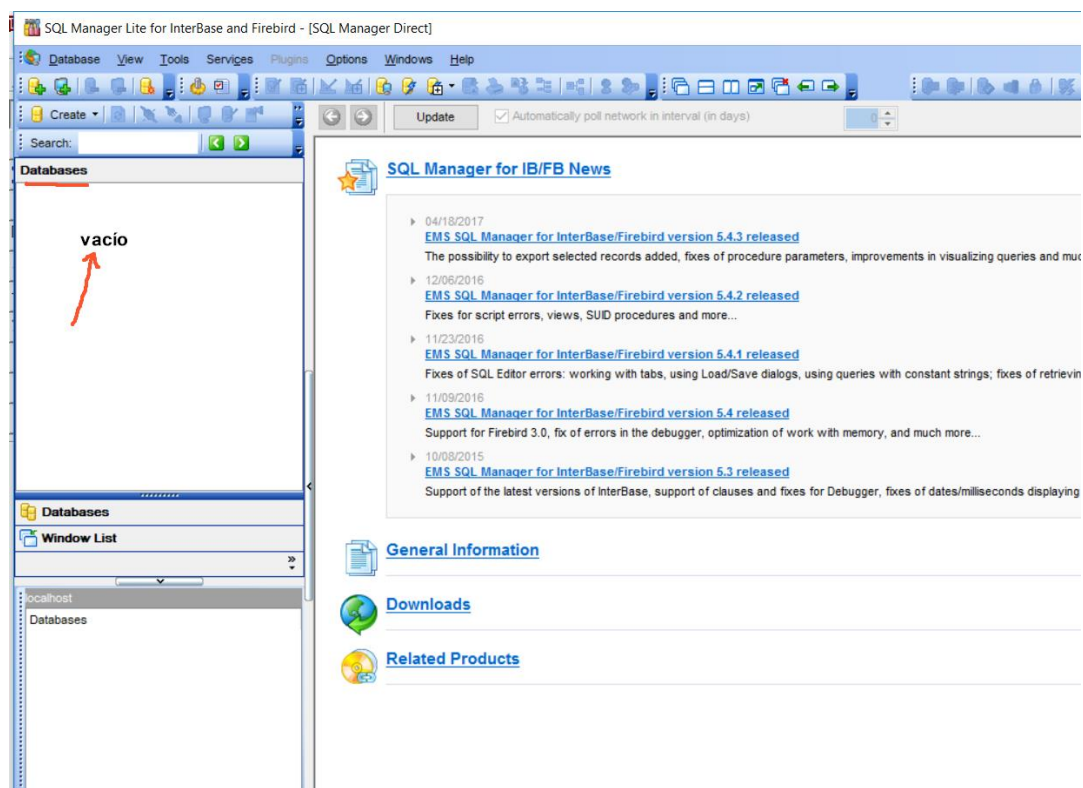 SQL Manager Lite for InterBase and Firebird - [SQL Manager Direct]
Database View Tools Services Plugins Options Windows Help
Create Update Automatically poll network in interval (in days) 0
Search:
Databases
vacío
SQL Manager for IB/FB News
04/18/2017
EMS SQL Manager for InterBase/Firebird version 5.4.3 released
The possibility to export selected records added, fixes of procedure parameters, improvements in visualizing queries and muc
12/06/2016
EMS SQL Manager for InterBase/Firebird version 5.4.2 released
Fixes for script errors, views, SUID procedures and more...
11/23/2016
EMS SQL Manager for InterBase/Firebird version 5.4.1 released
Fixes of SQL Editor errors: working with tabs, using Load/Save dialogs, using queries with constant strings; fixes of retrievin
11/09/2016
EMS SQL Manager for InterBase/Firebird version 5.4 released
Support for Firebird 3.0, fix of errors in the debugger, optimization of work with memory, and much more...
10/08/2015
EMS SQL Manager for InterBase/Firebird version 5.3 released
Support of the latest versions of InterBase, support of clauses and fixes for Debugger, fixes of dates/milliseconds displaying
Databases
Window List
General Information
localhost
Databases
Downloads
Related Products